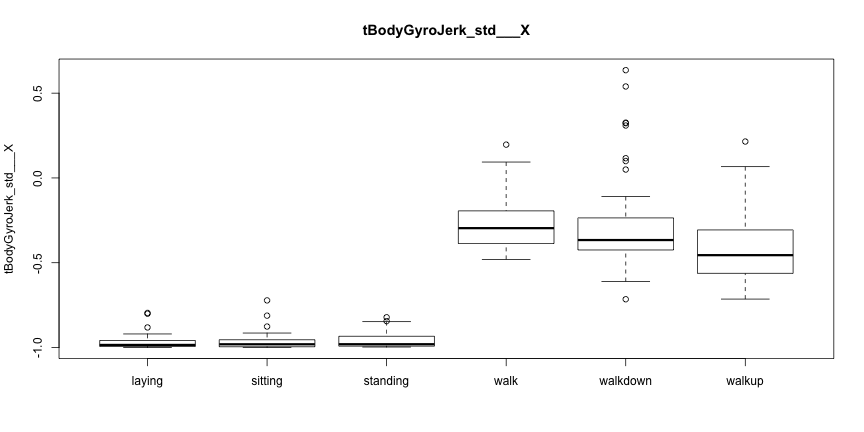 tBodyGyroJerk_std___X
tBodyGyroJerk_std___X
0.5
0.0
-0.5
-1.0
laying sitting standing walk walkdown walkup